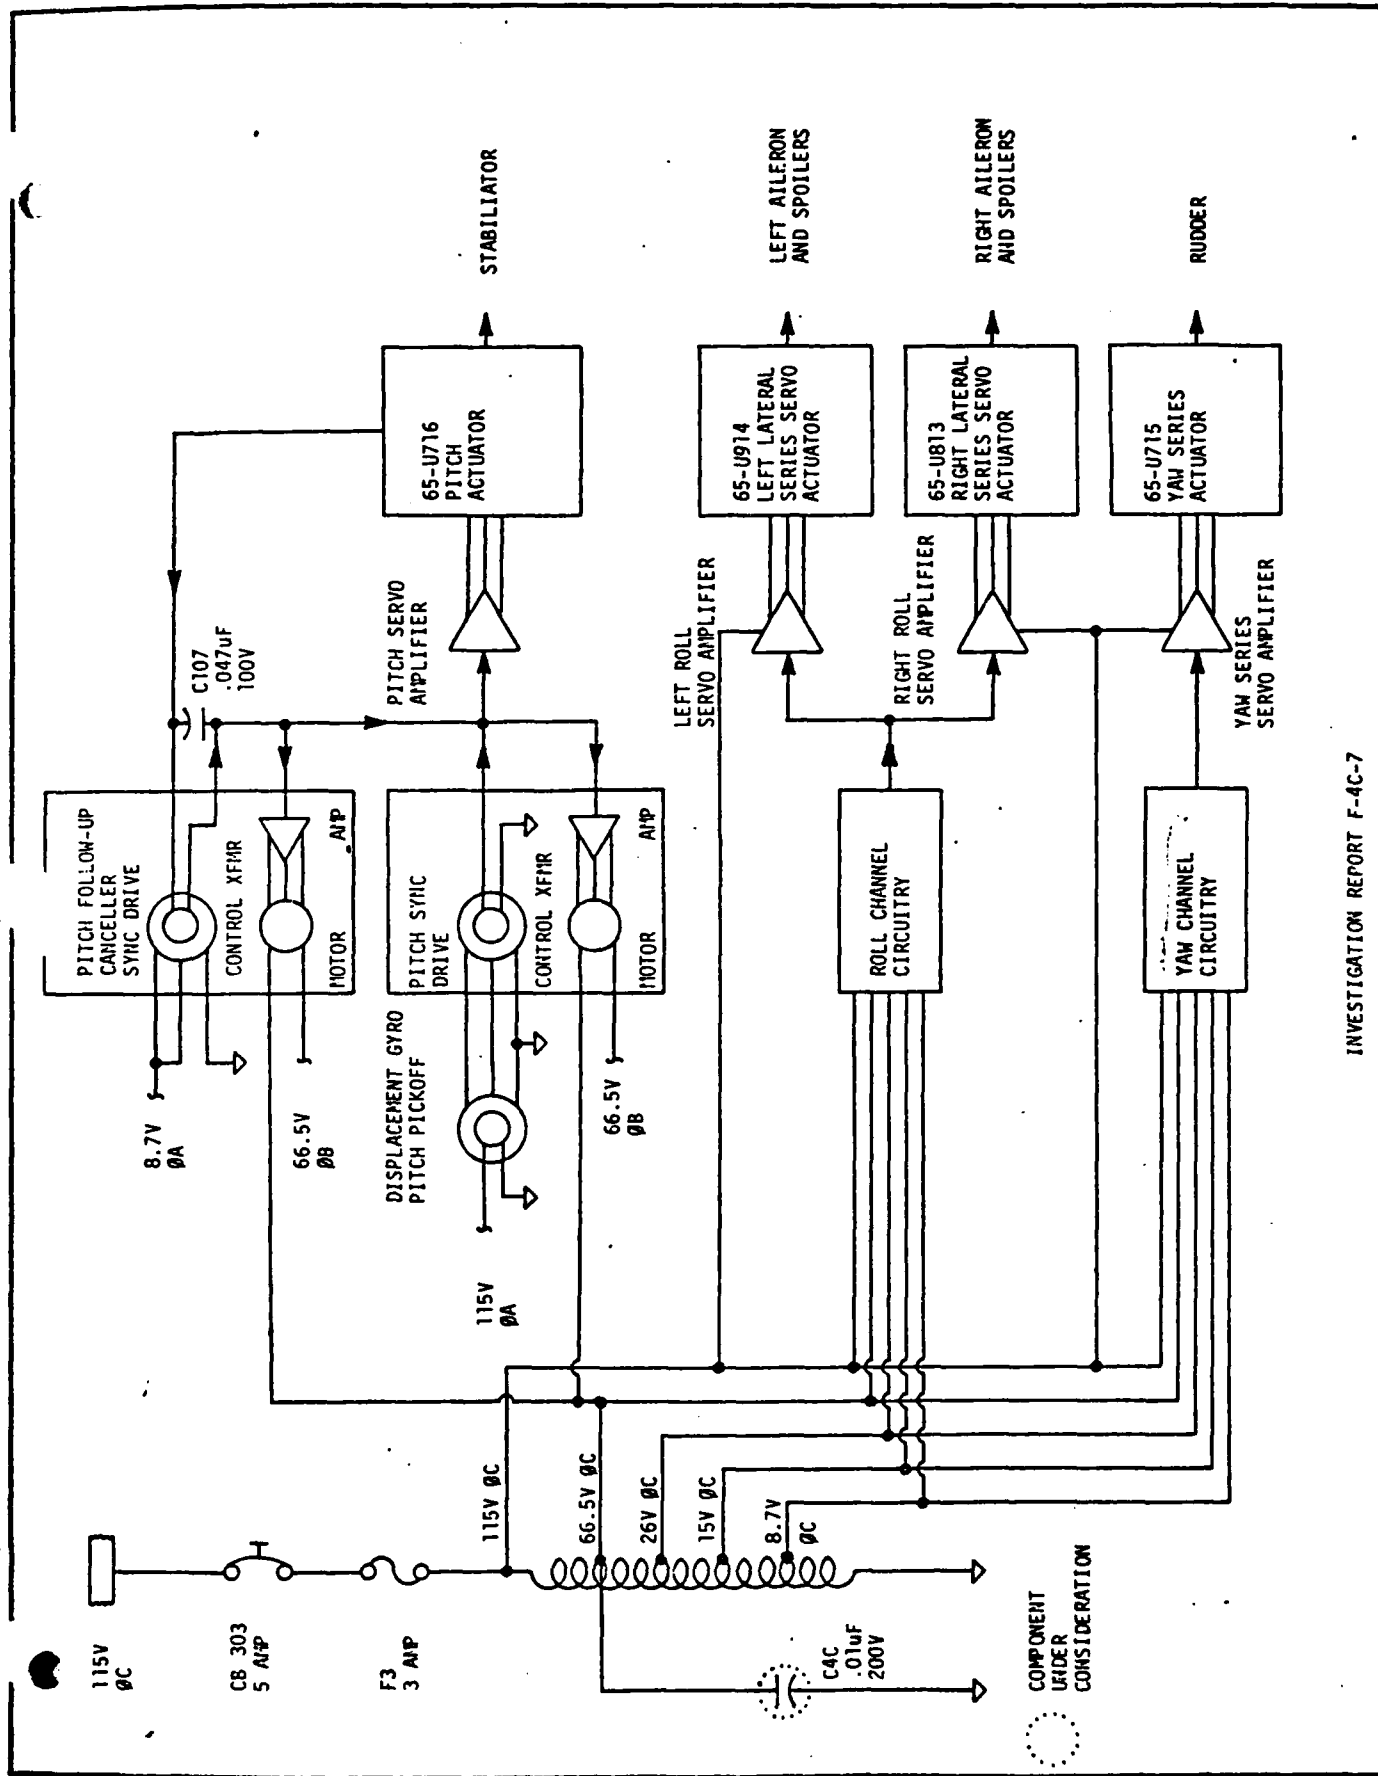 115V
ØC
CB 303
5 AMP
F3
3 AMP
115V ØC
66.5V ØC
26V ØC
15V ØC
8.7V
ØC
C4C
.01uF
200V
COMPONENT
UNDER
CONSIDERATION
8.7V
ØA
66.5V
ØB
PITCH FOLLOW-UP
CANCELLER
SYNC DRIVE
CONTROL XFMR
MOTOR
AMP
C107
.047uF
100V
115V
ØA
DISPLACEMENT GYRO
PITCH PICKOFF
66.5V
ØB
PITCH SYNC
DRIVE
CONTROL XFMR
MOTOR
AMP
PITCH SERVO
AMPLIFIER
65-U716
PITCH
ACTUATOR
STABILIATOR
LEFT ROLL
SERVO AMPLIFIER
65-U914
LEFT LATERAL
SERIES SERVO
ACTUATOR
LEFT AILERON
AND SPOILERS
ROLL CHANNEL
CIRCUITRY
RIGHT ROLL
SERVO AMPLIFIER
65-U813
RIGHT LATERAL
SERIES SERVO
ACTUATOR
RIGHT AILERON
AND SPOILERS
YAW CHANNEL
CIRCUITRY
YAW SERIES
SERVO AMPLIFIER
65-U715
YAW SERIES
ACTUATOR
RUDDER
INVESTIGATION REPORT F-4C-7